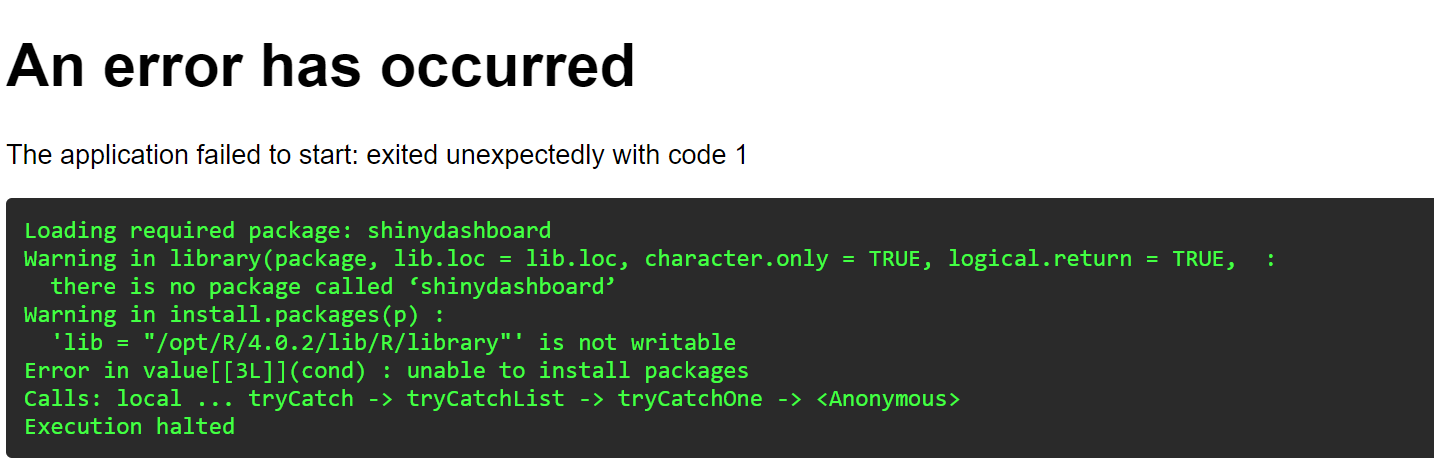 An error has occurred
The application failed to start: exited unexpectedly with code 1
Loading required package: shinydashboard
Warning in library(package, lib.loc = lib.loc, character.only = TRUE, logical.return = TRUE,  :
  there is no package called ‘shinydashboard’
Warning in install.packages(p) :
  'lib = "/opt/R/4.0.2/lib/R/library"' is not writable
Error in value[[3L]](cond) : unable to install packages
Calls: local ... tryCatch -> tryCatchList -> tryCatchOne -> <Anonymous>
Execution halted